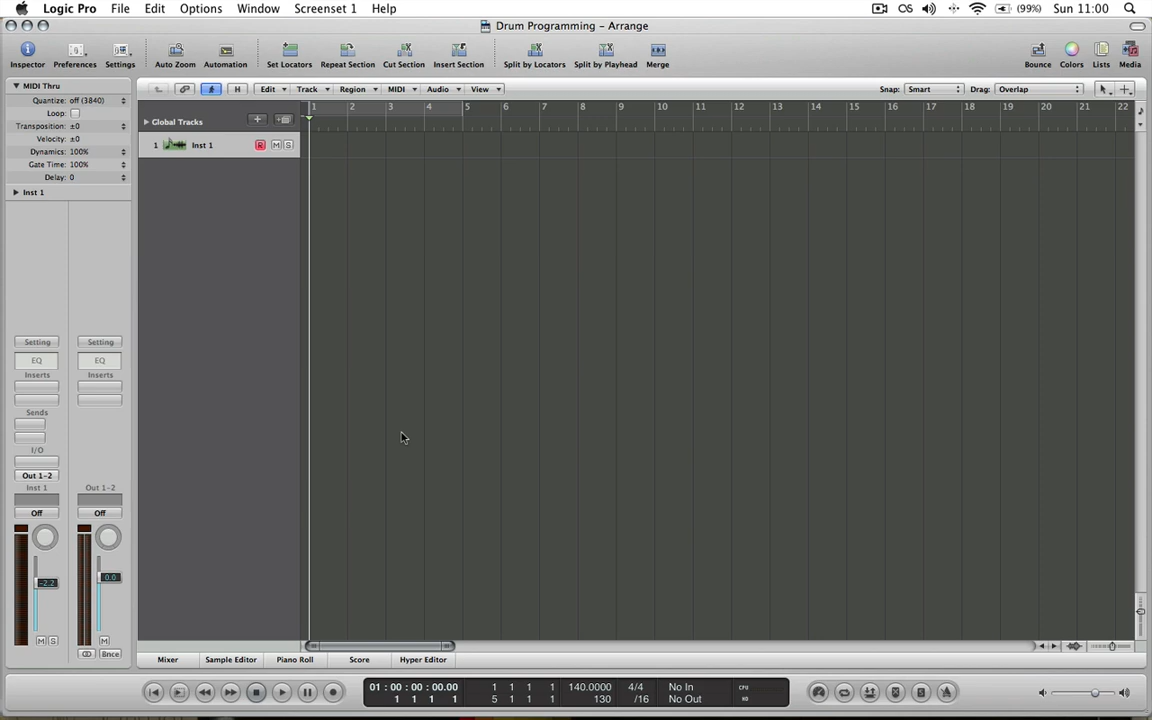 Logic Pro File Edit Options Window Screenset 1 Help (99%) Sun 11:00
Drum Programming – Arrange
Inspector Preferences Settings Auto Zoom Automation Set Locators Repeat Section Cut Section Insert Section Split by Locators Split by Playhead Merge Bounce Colors Lists Media
MIDI Thru
Edit Track Region MIDI Audio View Snap: Smart Drag: Overlap
H
Quantize: off (3840)
Loop:
Transposition: ±0
Velocity: ±0
Dynamics: 100%
Gate Time: 100%
Delay: 0
Inst 1
1 2 3 4 5 6 7 8 9 10 11 12 13 14 15 16 17 18 19 20 21 22
Global Tracks
1 Inst 1 R M S
Setting Setting
EQ EQ
Inserts Inserts
Sends
I/O
Out 1-2
Inst 1 Out 1-2
Off Off
-2.2 0.0
M S M
Bnce
Mixer Sample Editor Piano Roll Score Hyper Editor
01:00:00:00.00 1 1 1 1 140.0000 4/4 No In CPU
1 1 1 1 5 1 1 1 130 /16 No Out HD